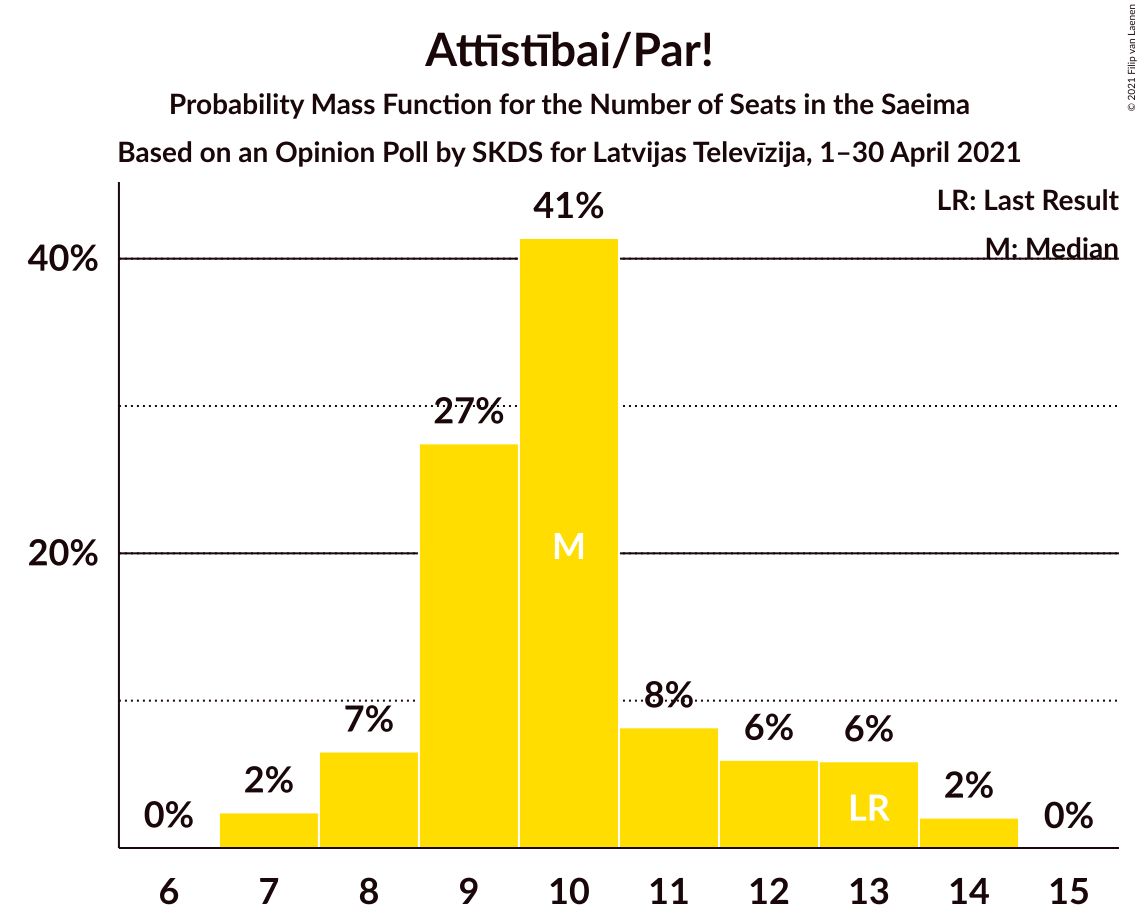 Attīstībai/Par!
Probability Mass Function for the Number of Seats in the Saeima
Based on an Opinion Poll by SKDS for Latvijas Televīzija, 1–30 April 2021
© 2021 Filip van Laenen
LR: Last Result
M: Median
40%
20%
0%
2%
7%
27%
41%
8%
6%
6%
2%
0%
M
LR
6 7 8 9 10 11 12 13 14 15